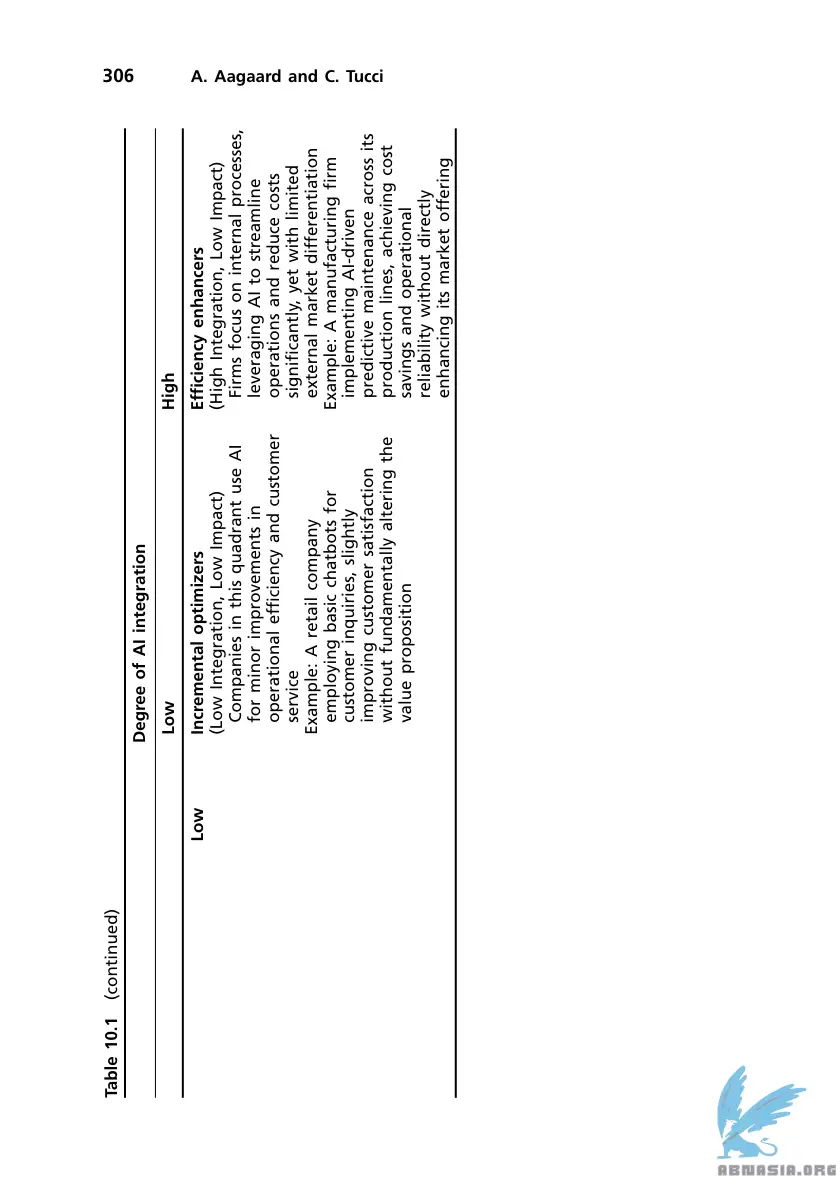 306 A. Aagaard and C. Tucci
Table 10.1 (continued)
Degree of AI integration
Low High
Low
Incremental optimizers
(Low Integration, Low Impact)
Companies in this quadrant use AI
for minor improvements in
operational efficiency and customer
service
Example: A retail company
employing basic chatbots for
customer inquiries, slightly
improving customer satisfaction
without fundamentally altering the
value proposition
Efficiency enhancers
(High Integration, Low Impact)
Firms focus on internal processes,
leveraging AI to streamline
operations and reduce costs
significantly, yet with limited
external market differentiation
Example: A manufacturing firm
implementing AI-driven
predictive maintenance across its
production lines, achieving cost
savings and operational
reliability without directly
enhancing its market offering
ABNASIA.ORG